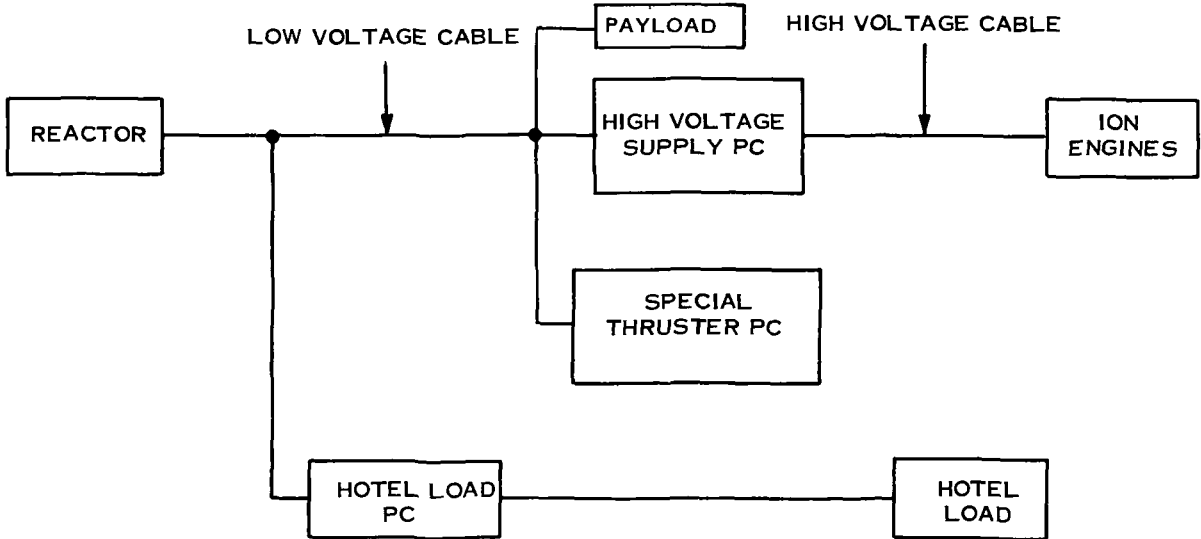 LOW VOLTAGE CABLE
PAYLOAD
HIGH VOLTAGE CABLE
REACTOR
HIGH VOLTAGE
SUPPLY PC
ION
ENGINES
SPECIAL
THRUSTER PC
HOTEL LOAD
PC
HOTEL
LOAD